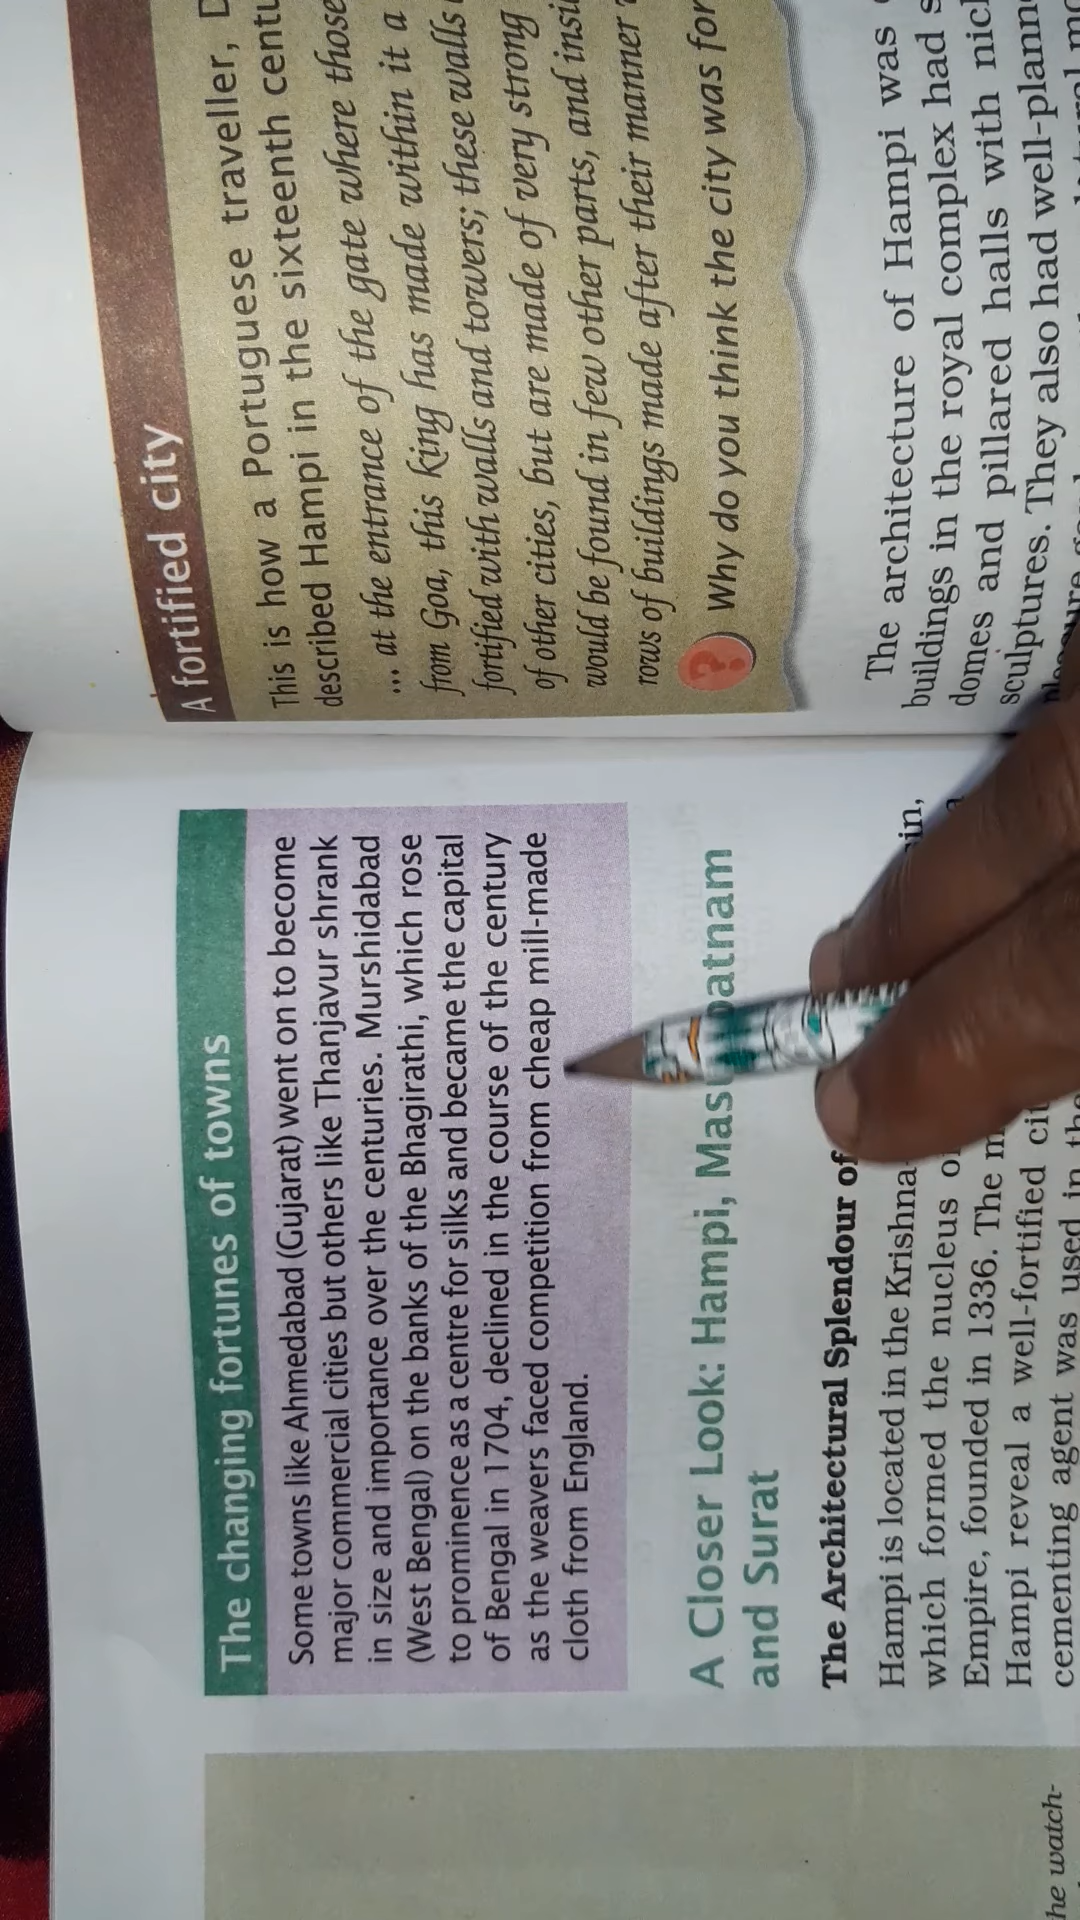 The changing fortunes of towns
Some towns like Ahmedabad (Gujarat) went on to become
major commercial cities but others like Thanjavur shrank
in size and importance over the centuries. Murshidabad
(West Bengal) on the banks of the Bhagirathi, which rose
to prominence as a centre for silks and became the capital
of Bengal in 1704, declined in the course of the century
as the weavers faced competition from cheap mill-made
cloth from England.
A Closer Look: Hampi,
and Surat
The Architectural Splendour of
Hampi is located in the Krishna
which formed the nucleus
Empire, founded in 1336. The
Hampi reveal a well-fortified
cementing agent was used in
A fortified city
This is how a Portuguese traveller,
described Hampi in the sixteenth
... at the entrance of the gate where those
from Goa, this king has made within it a
fortified with walls and towers; these walls
of other cities, but are made of very strong
would be found in few other parts, and
rows of buildings made after their manner
?
Why do you think the city was
The architecture of Hampi was
buildings in the royal complex had
domes and pillared halls with
sculptures. They also had